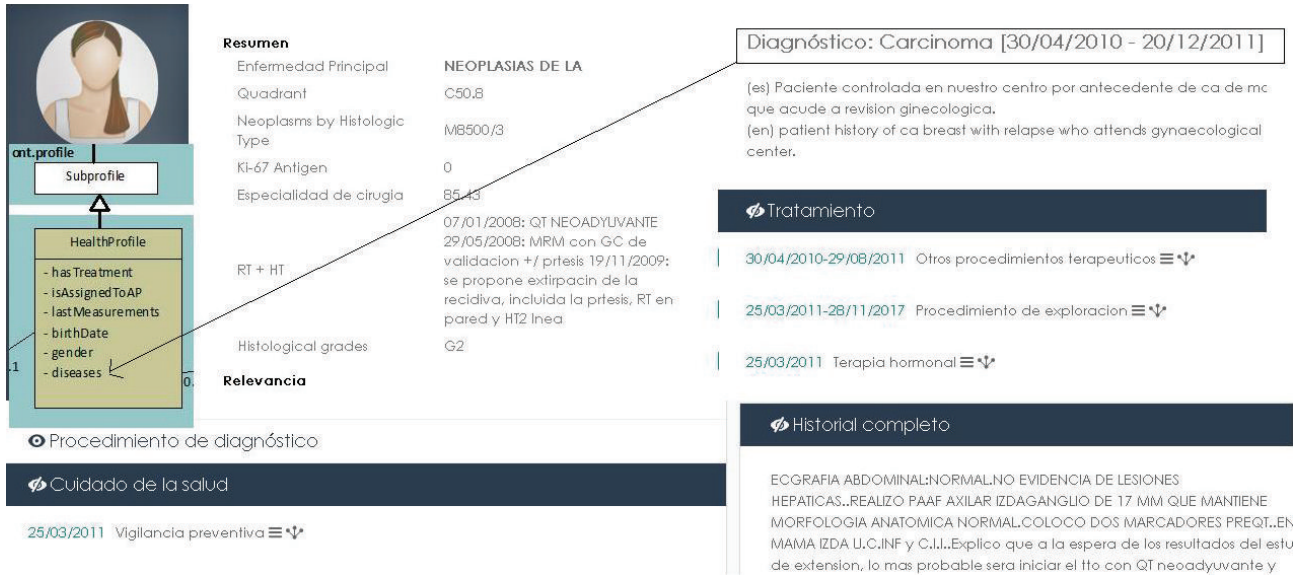 ont.profile
Subprofile
HealthProfile
- hasTreatment
- isAssignedToAP
- lastMeasurements
- birthDate
- gender
- diseases
.1
0.
Resumen
Enfermedad Principal NEOPLASIAS DE LA
Quadrant C50.8
Neoplasms by Histologic
Type M8500/3
Ki-67 Antigen 0
Especialidad de cirugia 85.43
RT + HT
07/01/2008: QT NEOADYUVANTE
29/05/2008: MRM con GC de
validacion +/ prtesis 19/11/2009:
se propone extirpacin de la
recidiva, incluida la prtesis, RT en
pared y HT2 lnea
Histological grades G2
Relevancia
Procedimiento de diagnóstico
Cuidado de la salud
25/03/2011 Vigilancia preventiva
Diagnóstico: Carcinoma [30/04/2010 - 20/12/2011]
(es) Paciente controlada en nuestro centro por antecedente de ca de mc
que acude a revision ginecologica.
(en) patient history of ca breast with relapse who attends gynaecological
center.
Tratamiento
30/04/2010-29/08/2011 Otros procedimientos terapeuticos
25/03/2011-28/11/2017 Procedimiento de exploracion
25/03/2011 Terapia hormonal
Historial completo
ECGRAFIA ABDOMINAL:NORMAL.NO EVIDENCIA DE LESIONES
HEPATICAS..REALIZO PAAF AXILAR IZDAGANGLIO DE 17 MM QUE MANTIENE
MORFOLOGIA ANATOMICA NORMAL.COLOCO DOS MARCADORES PREQT..EN
MAMA IZDA U.C.INF y C.I.I..Explico que a la espera de los resultados del estu
de extension, lo mas probable sera iniciar el tto con QT neoadyuvante y